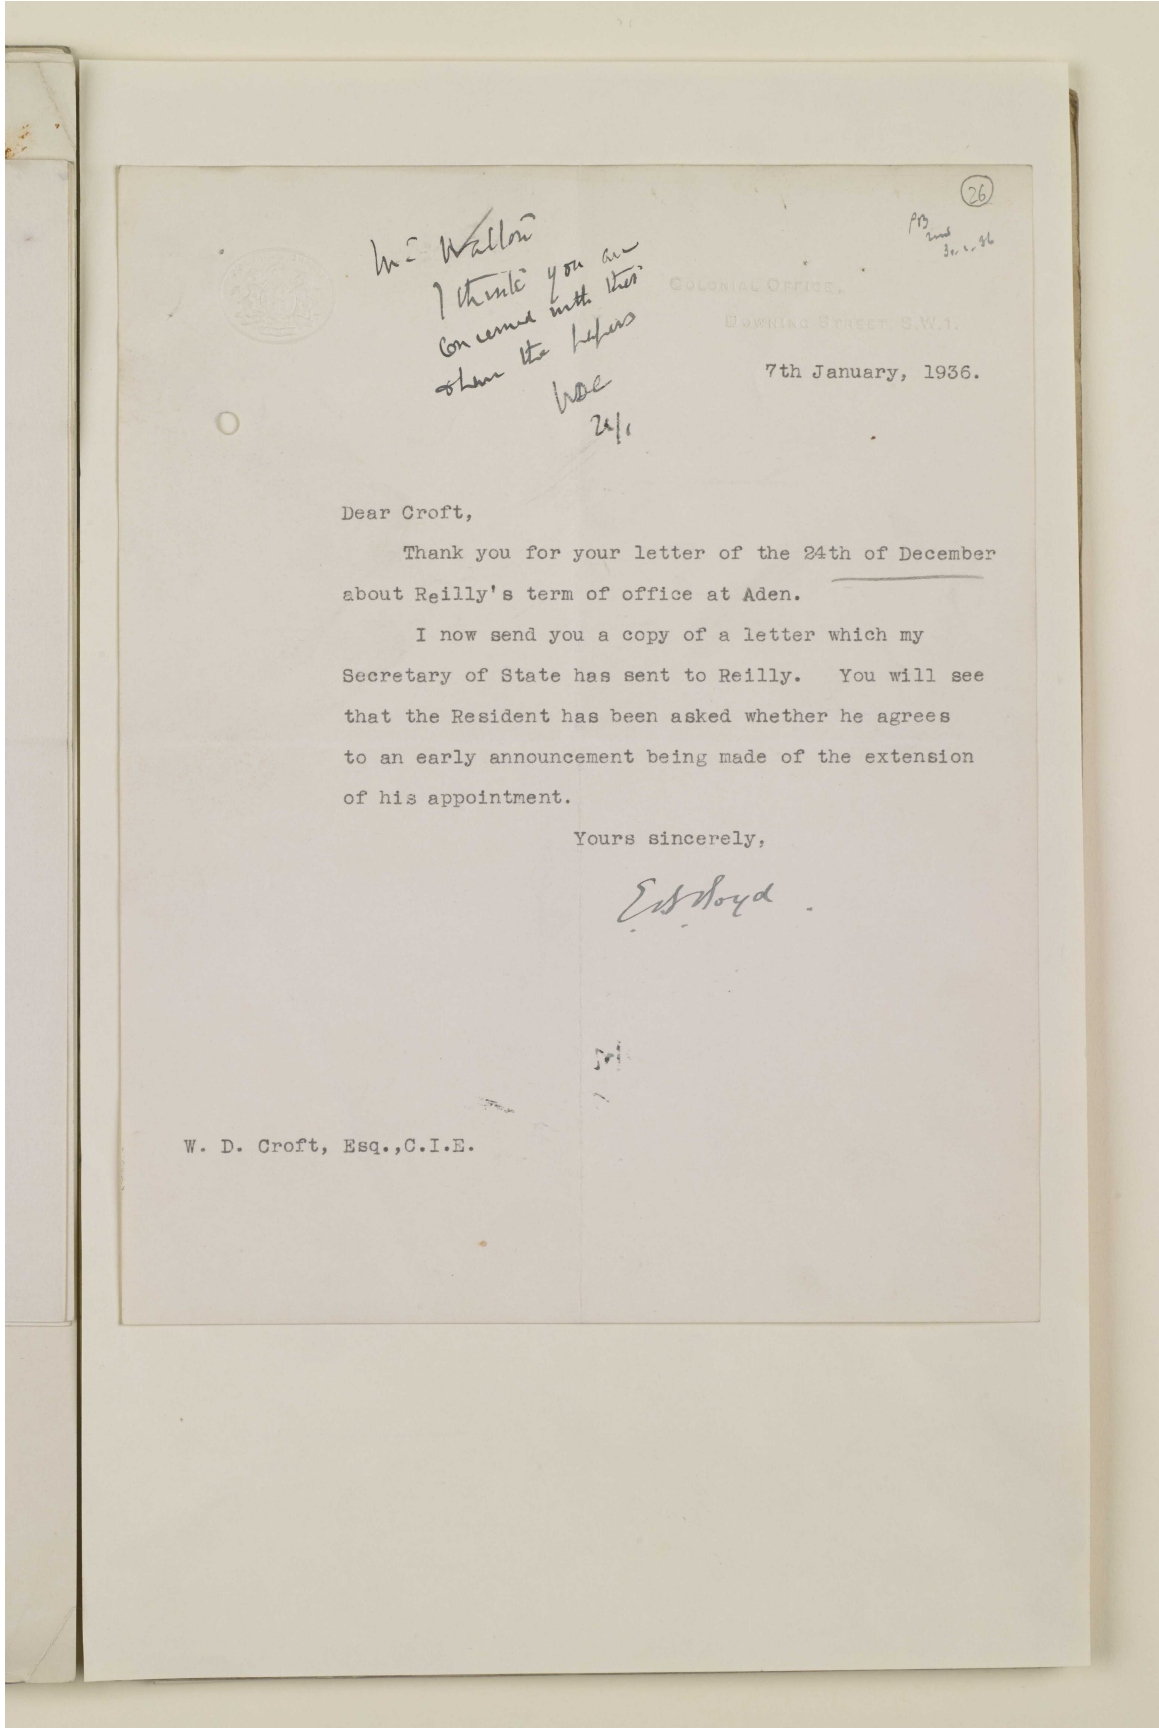 26
Mr Walton
I think you are
concerned with this
the papers
WDC
COLONIAL OFFICE,
DOWNING STREET, S.W.1.
7th January, 1936.
Dear Croft,
Thank you for your letter of the 24th of December
about Reilly's term of office at Aden.
I now send you a copy of a letter which my
Secretary of State has sent to Reilly. You will see
that the Resident has been asked whether he agrees
to an early announcement being made of the extension
of his appointment.
Yours sincerely,
W. D. Croft, Esq.,C.I.E.